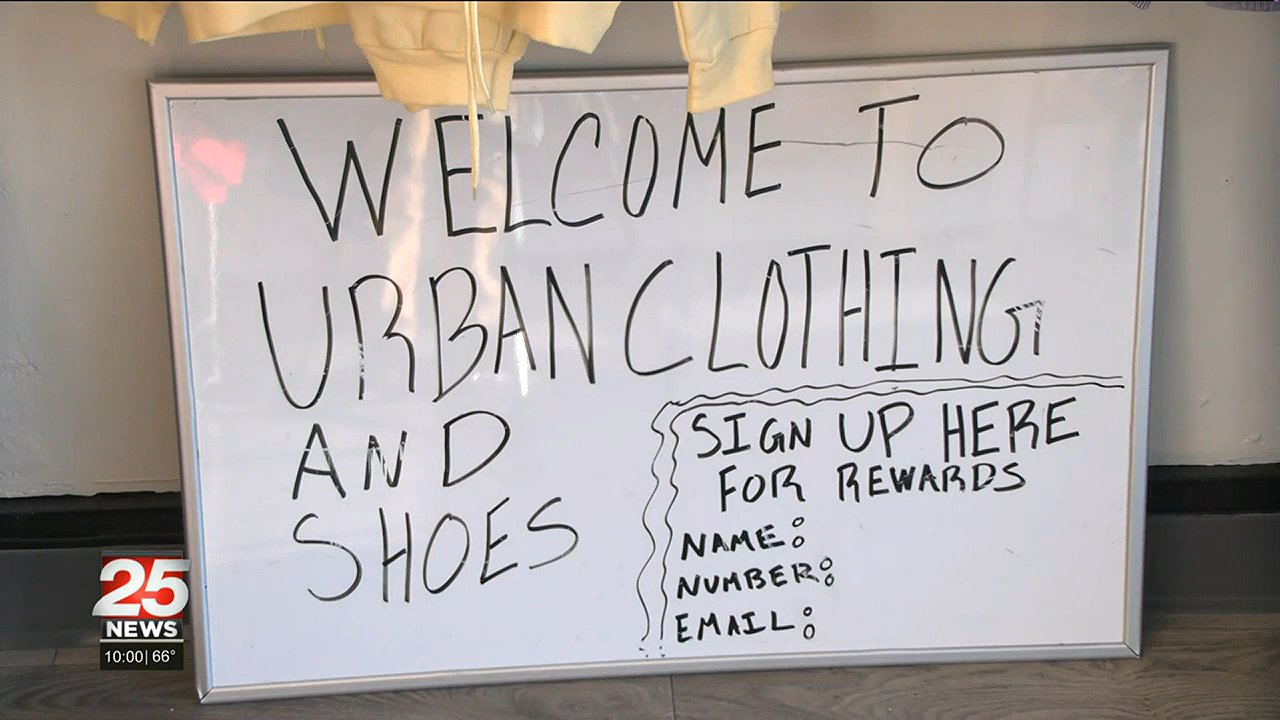 WELCOME TO
URBAN CLOTHING
AND
SHOES
SIGN UP HERE
FOR REWARDS
NAME:
NUMBER:
EMAIL:
25
NEWS
10:00| 66°